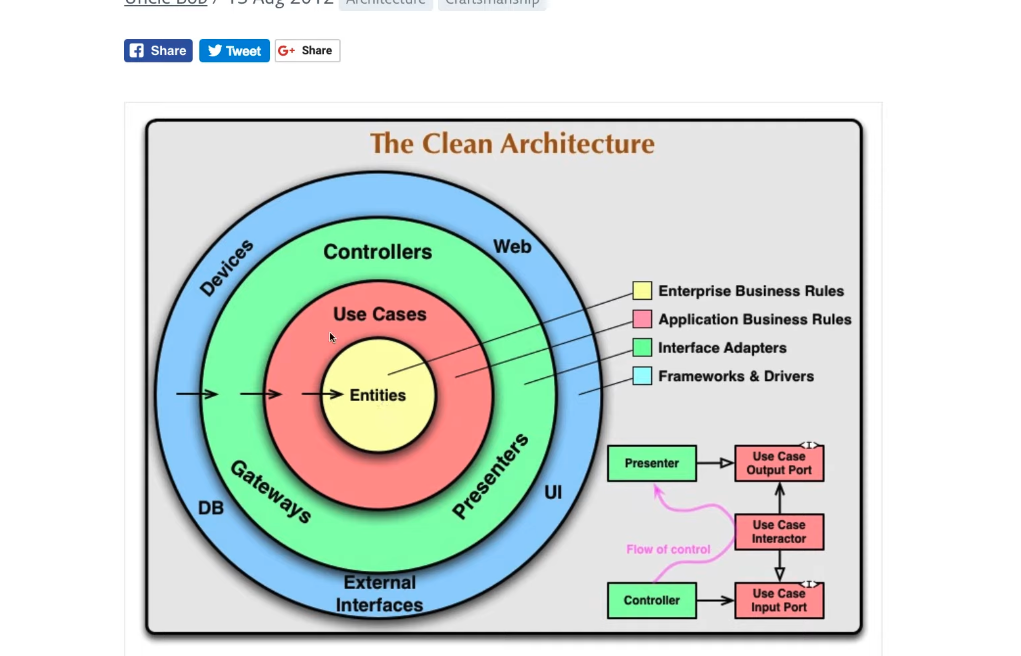 Uncle Bob / 13 Aug 2012 Architecture Craftsmanship
Share Tweet G+ Share
The Clean Architecture
Devices
Web
Controllers
Use Cases
Entities
Gateways
Presenters
DB
UI
External
Interfaces
Enterprise Business Rules
Application Business Rules
Interface Adapters
Frameworks & Drivers
Presenter
Use Case
Output Port
<I>
Flow of control
Use Case
Interactor
Controller
Use Case
Input Port
<I>